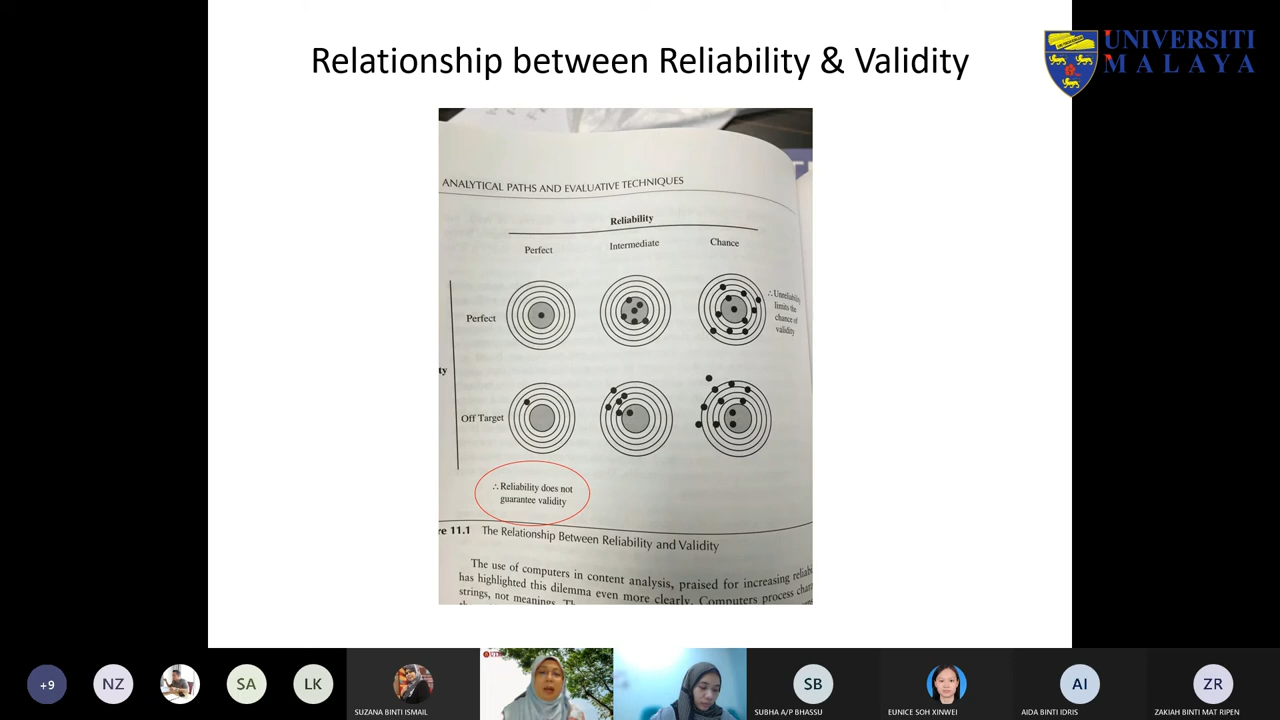 Relationship between Reliability & Validity
UNIVERSITI
MALAYA
ANALYTICAL PATHS AND EVALUATIVE TECHNIQUES
Reliability
Perfect
Intermediate
Chance
Perfect
∴ Unreliability
limits the
chance of
validity
ty
Off Target
∴ Reliability does not
guarantee validity
re 11.1 The Relationship Between Reliability and Validity
The use of computers in content analysis, praised for increasing reliabi
has highlighted this dilemma even more clearly. Computers process char
strings, not meanings.
+9
NZ
SA
LK
SUZANA BINTI ISMAIL
SB
SUBHA A/P BHASSU
EUNICE SOH XINWEI
AI
AIDA BINTI IDRIS
ZR
ZAKIAH BINTI MAT RIPEN